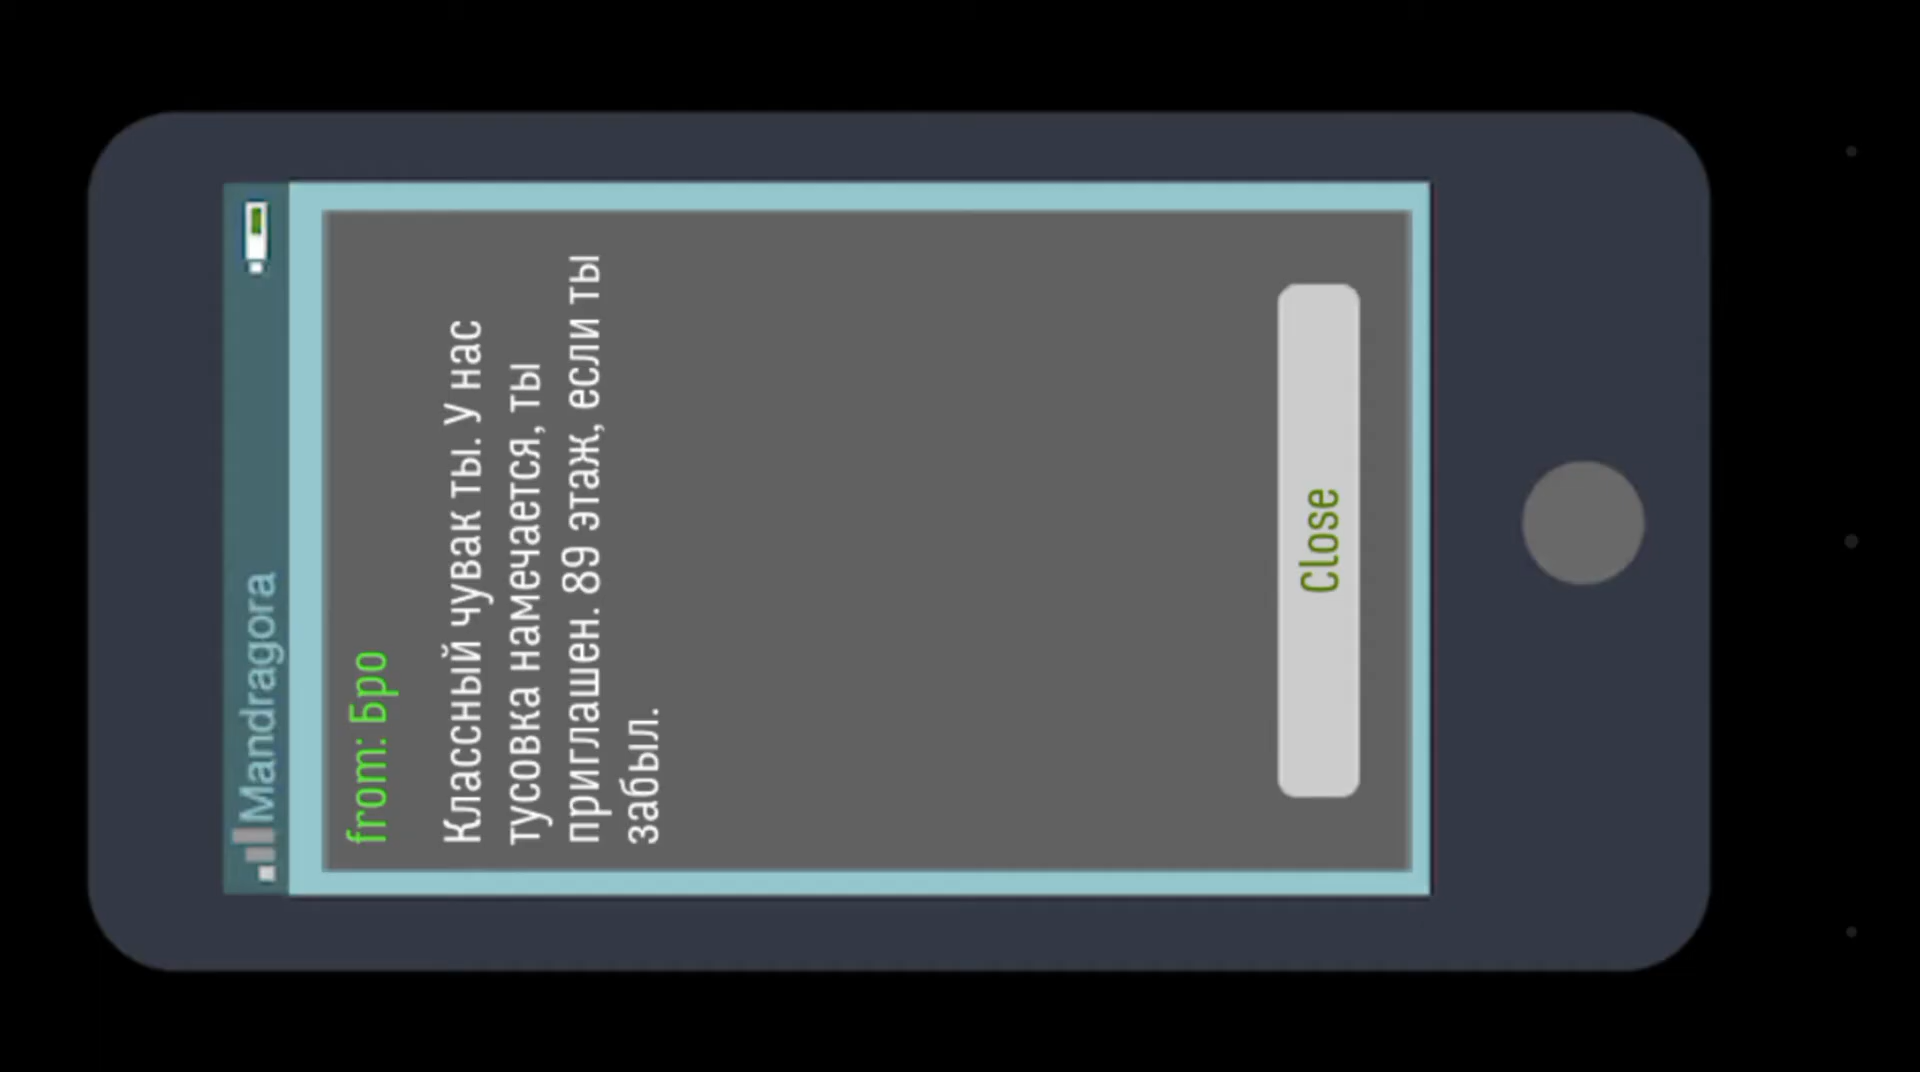 Mandragora
from: Бро
Классный чувак ты. У нас
тусовка намечается, ты
приглашен. 89 этаж, если ты
забыл.
Close